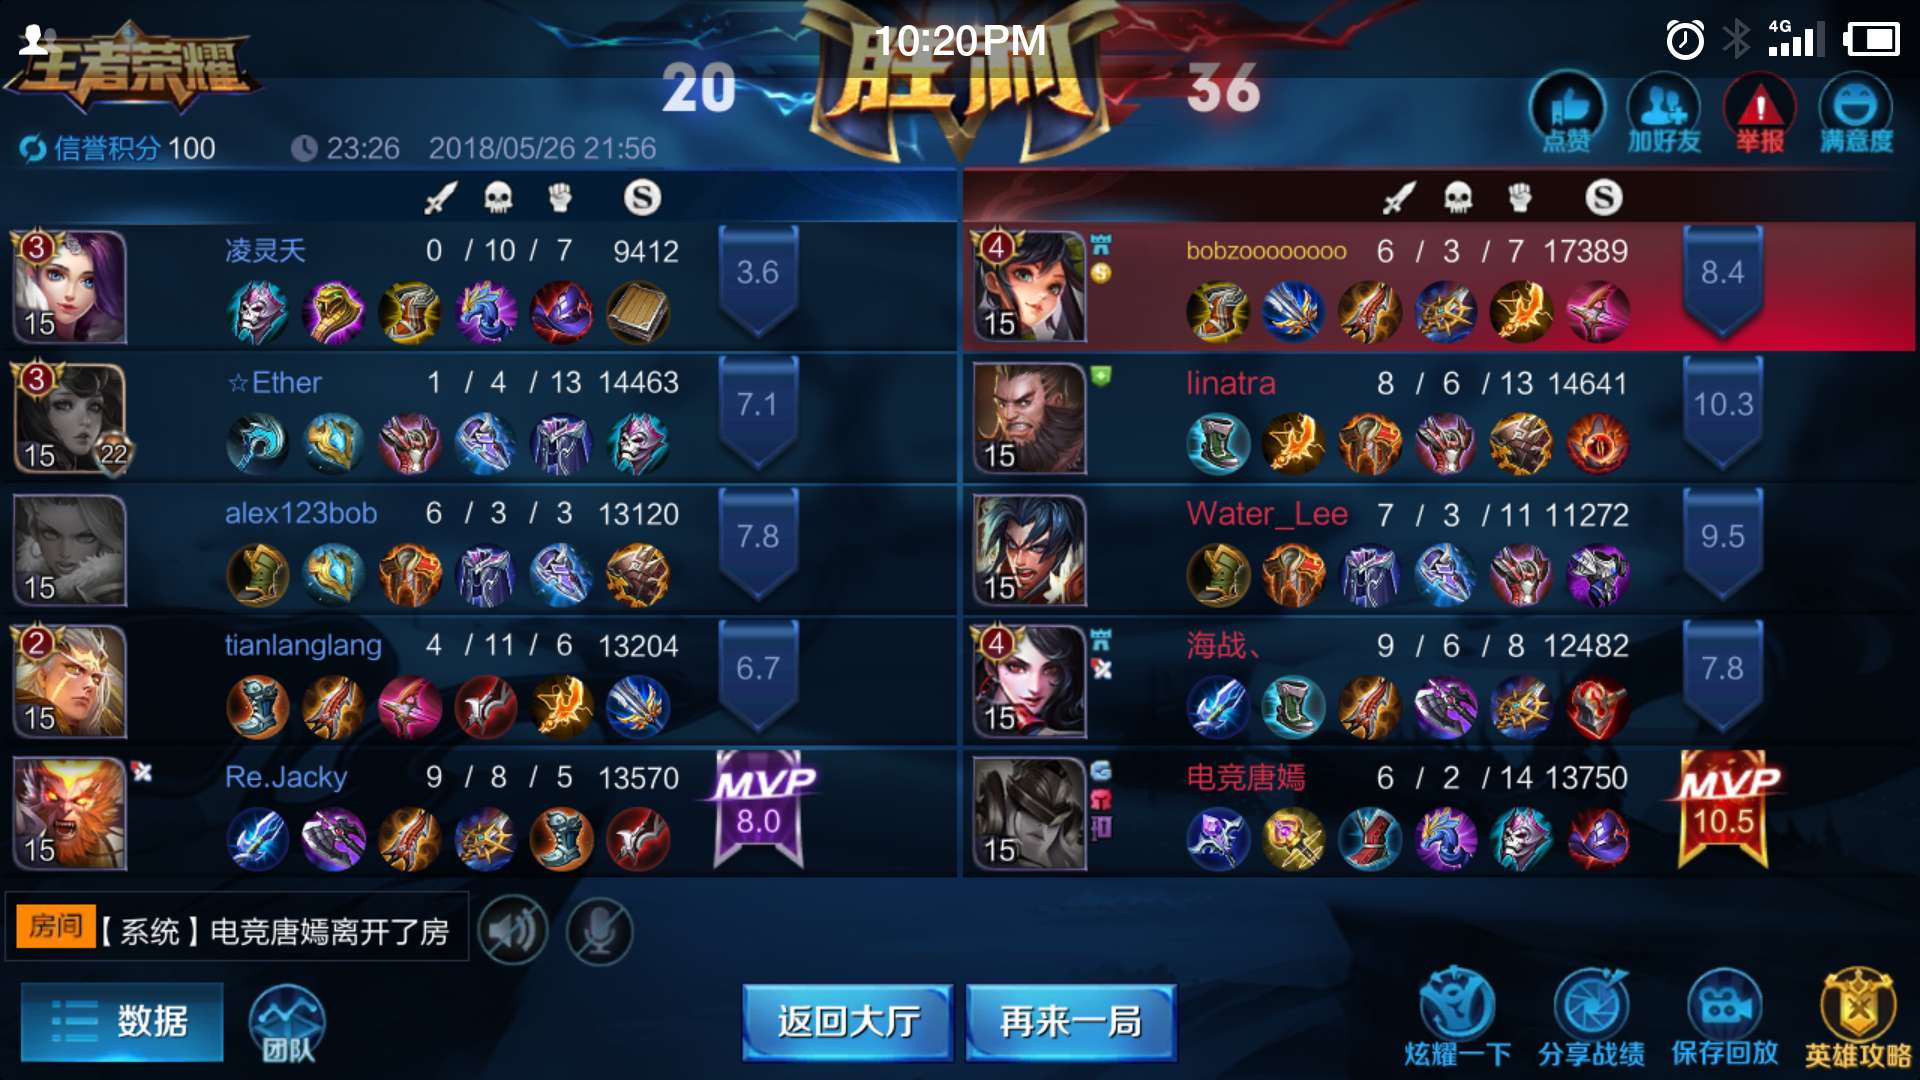 10:20PM
4G
王者荣耀
20
胜利
36
信誉积分 100
23:26
2018/05/26 21:56
点赞
加好友
举报
满意度
S
S
3
15
凌灵夭
0 / 10 / 7 9412
3.6
4
15
S
bobzoooooooo
6 / 3 / 7 17389
8.4
3
15
22
☆Ether
1 / 4 / 13 14463
7.1
15
linatra
8 / 6 / 13 14641
10.3
15
alex123bob
6 / 3 / 3 13120
7.8
15
Water_Lee
7 / 3 / 11 11272
9.5
2
15
tianlanglang
4 / 11 / 6 13204
6.7
4
15
海战、
9 / 6 / 8 12482
7.8
15
Re.Jacky
9 / 8 / 5 13570
MVP
8.0
15
电竞唐嫣
6 / 2 / 14 13750
MVP
10.5
房间【系统】电竞唐嫣离开了房
数据
团队
返回大厅
再来一局
炫耀一下
分享战绩
保存回放
英雄攻略